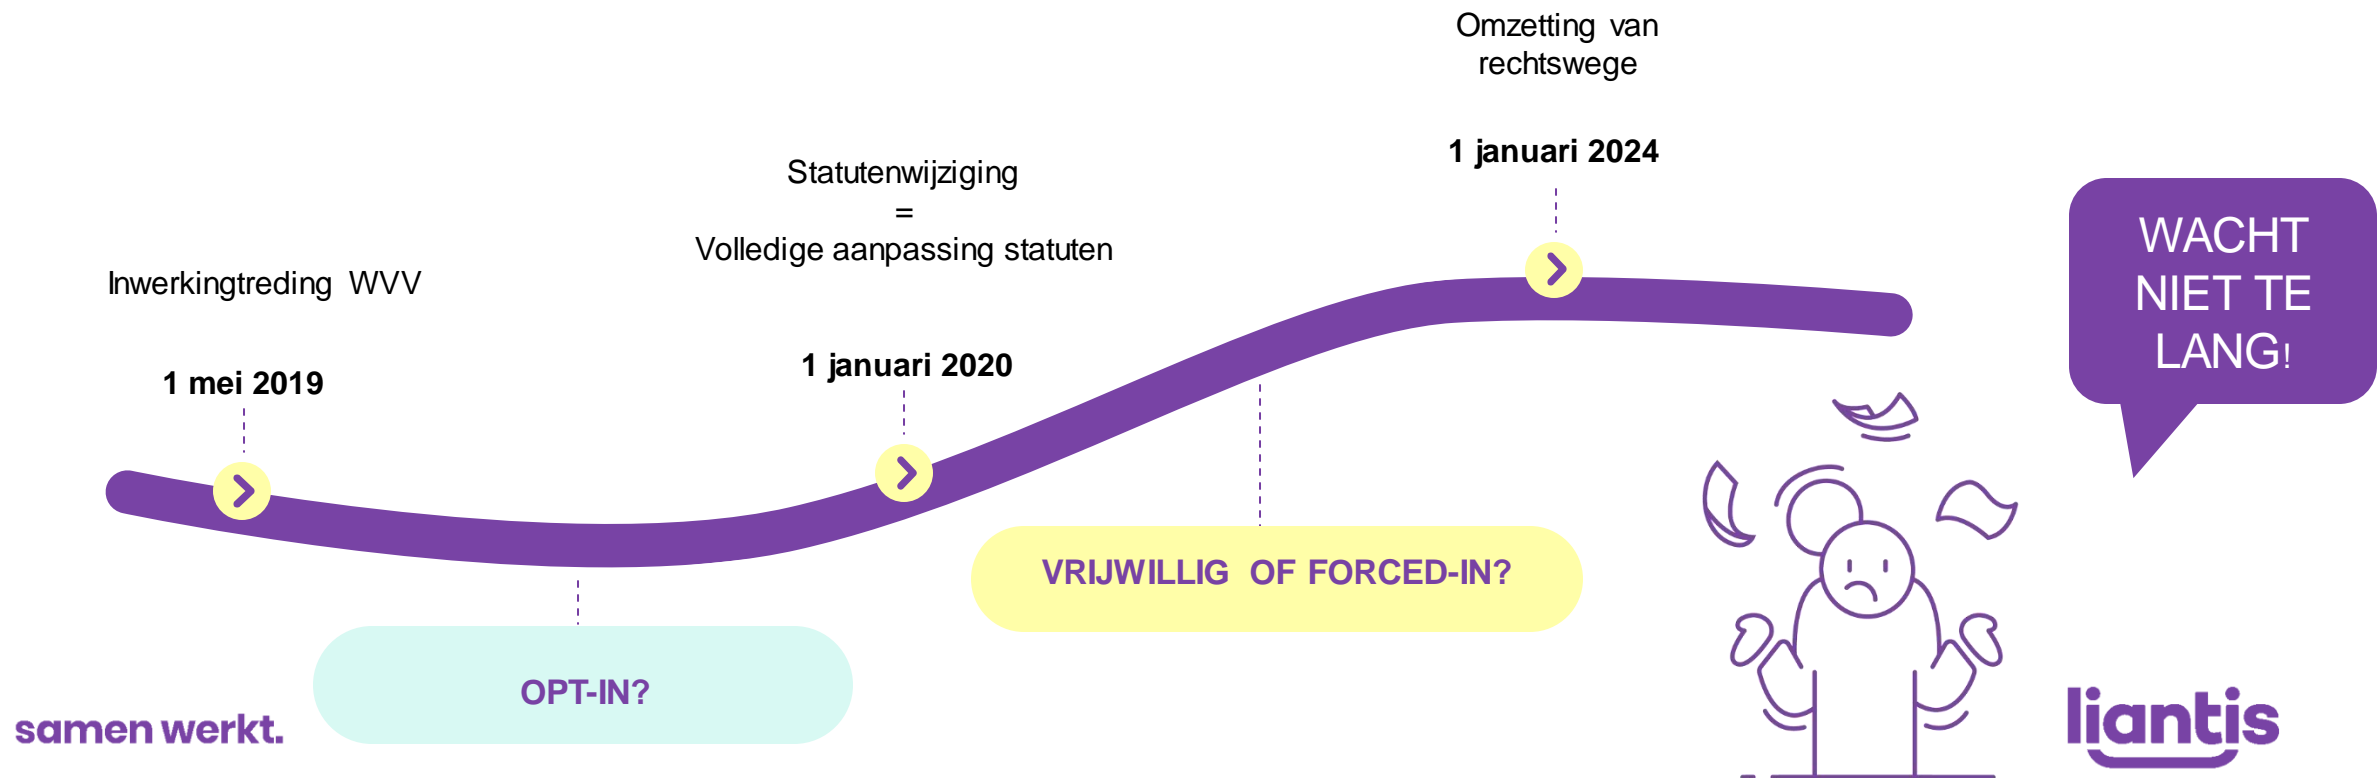 Omzetting van
rechtswege
1 januari 2024
Statutenwijziging
=
Volledige aanpassing statuten
1 januari 2020
Inwerkingtreding WVV
1 mei 2019
WACHT
NIET TE
LANG!
VRIJWILLIG OF FORCED-IN?
OPT-IN?
samen werkt.
liantis